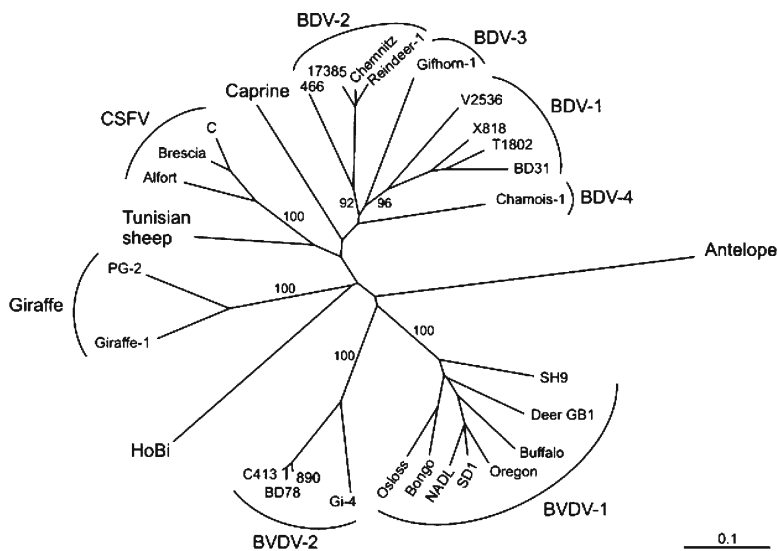 BDV-2
BDV-3
17385
Chemnitz
Reindeer-1
Gifhorn-1
466
Caprine
V2536
BDV-1
CSFV
C
X818
T1802
Brescia
BD31
Alfort
92
96
Chamois-1
BDV-4
100
Tunisian
sheep
Antelope
PG-2
Giraffe
100
Giraffe-1
100
100
SH9
Deer GB1
HoBi
Buffalo
C413
890
BD78
Gi-4
Osloss
Bongo
NADL
SD1
Oregon
BVDV-2
BVDV-1
0.1